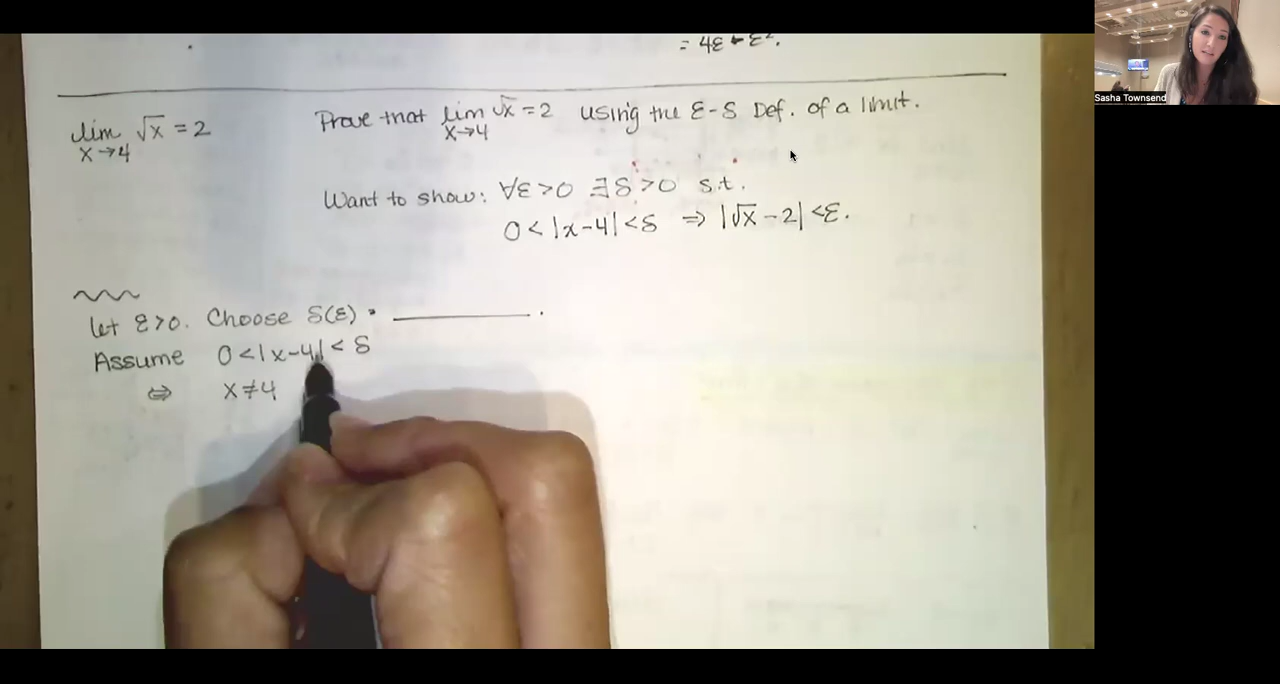 = 4ε - ε².
lim √x = 2
x→4
Prove that lim √x = 2 using the ε-δ Def. of a limit.
x→4
Want to show: ∀ε>0 ∃δ>0 s.t.
0<|x-4|<δ ⇒ |√x-2|<ε.
let ε>0. Choose δ(ε) = ________.
Assume 0<|x-4|<δ
⇔ x≠4
Sasha Townsend